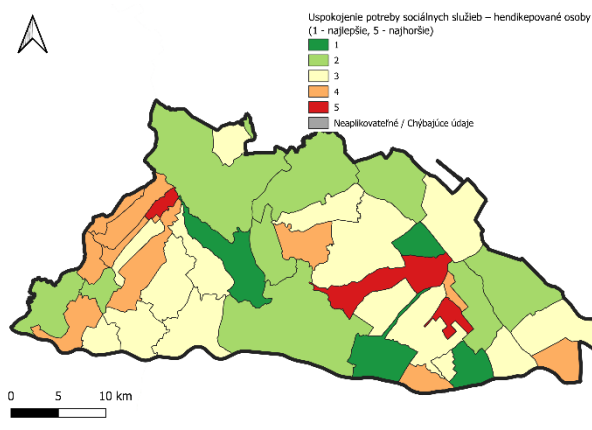 Uspokojenie potreby sociálnych služieb – hendikepované osoby
(1 - najlepšie, 5 - najhoršie)
1
2
3
4
5
Neaplikovateľné / Chýbajúce údaje
0 5 10 km